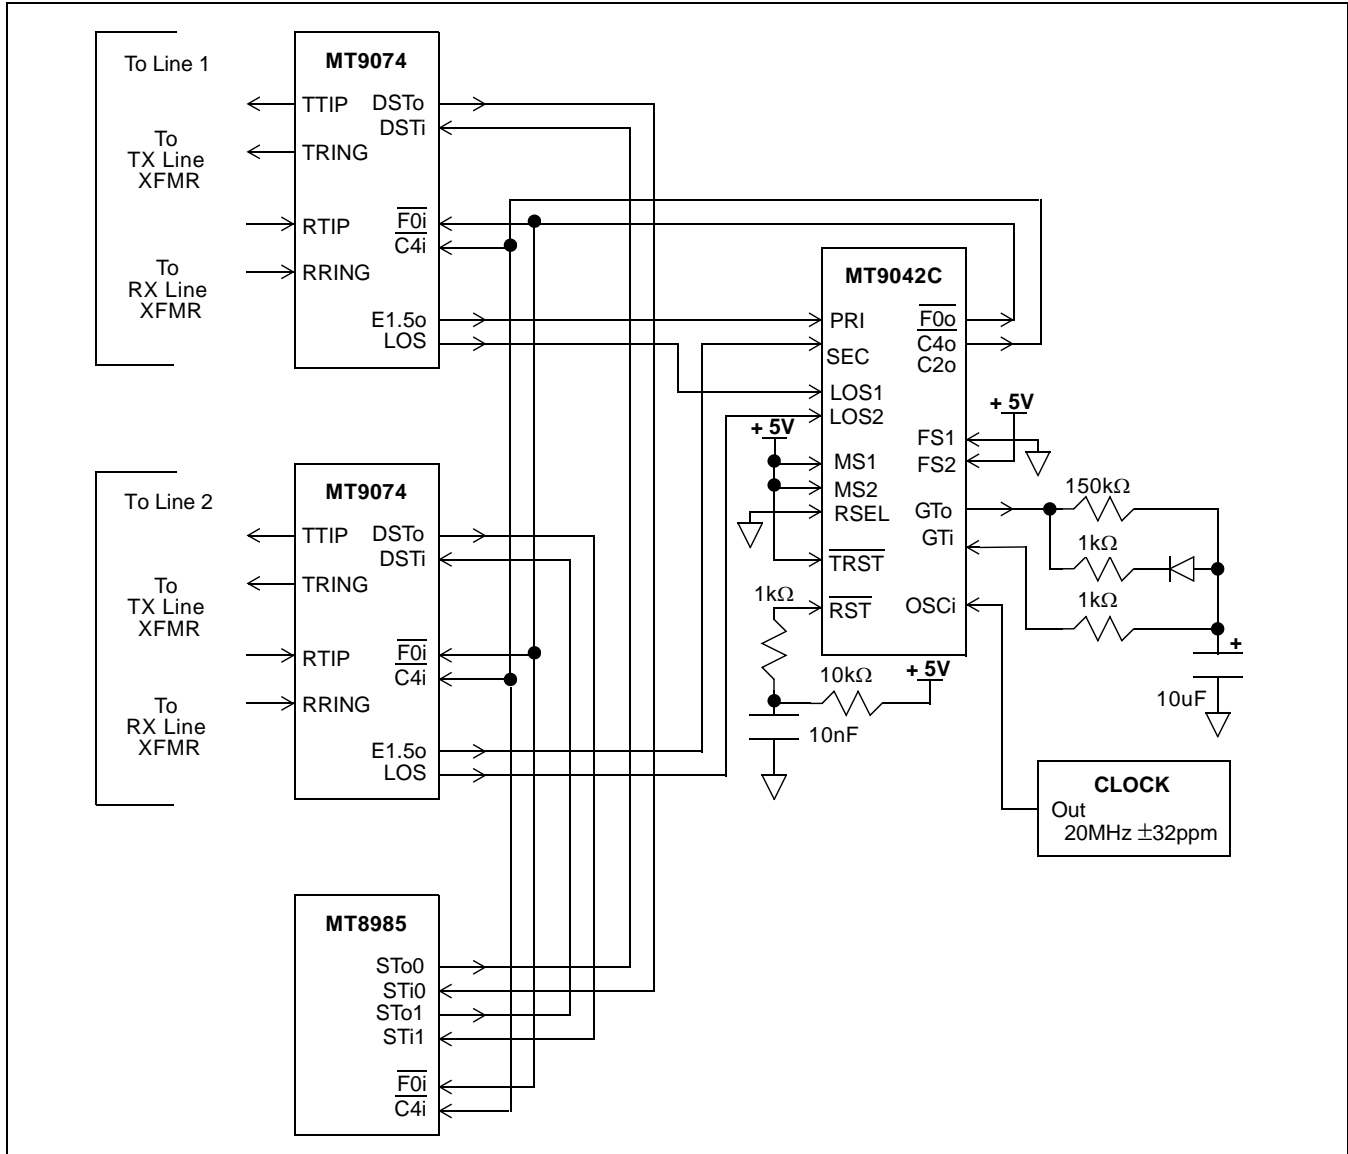 To Line 1
To
TX Line
XFMR
To
RX Line
XFMR
MT9074
TTIP
TRING
RTIP
RRING
DSTo
DSTi
F0i
C4i
E1.5o
LOS
To Line 2
To
TX Line
XFMR
To
RX Line
XFMR
MT9074
TTIP
TRING
RTIP
RRING
DSTo
DSTi
F0i
C4i
E1.5o
LOS
MT8985
STo0
STi0
STo1
STi1
F0i
C4i
MT9042C
PRI
SEC
LOS1
LOS2
MS1
MS2
RSEL
TRST
RST
F0o
C4o
C2o
FS1
FS2
GTo
GTi
OSCi
+ 5V
+ 5V
1kΩ
10kΩ
+ 5V
10nF
150kΩ
1kΩ
1kΩ
+
10uF
CLOCK
Out
20MHz ±32ppm